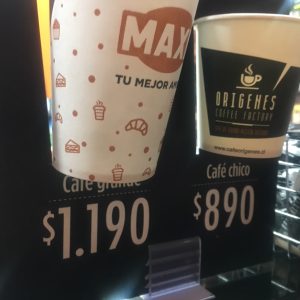 MAX
TU MEJOR AM
ORIGENES
COFFEE FACTORY
www.cafeorigenes.cl
Café grande
$1.190
Café chico
$890